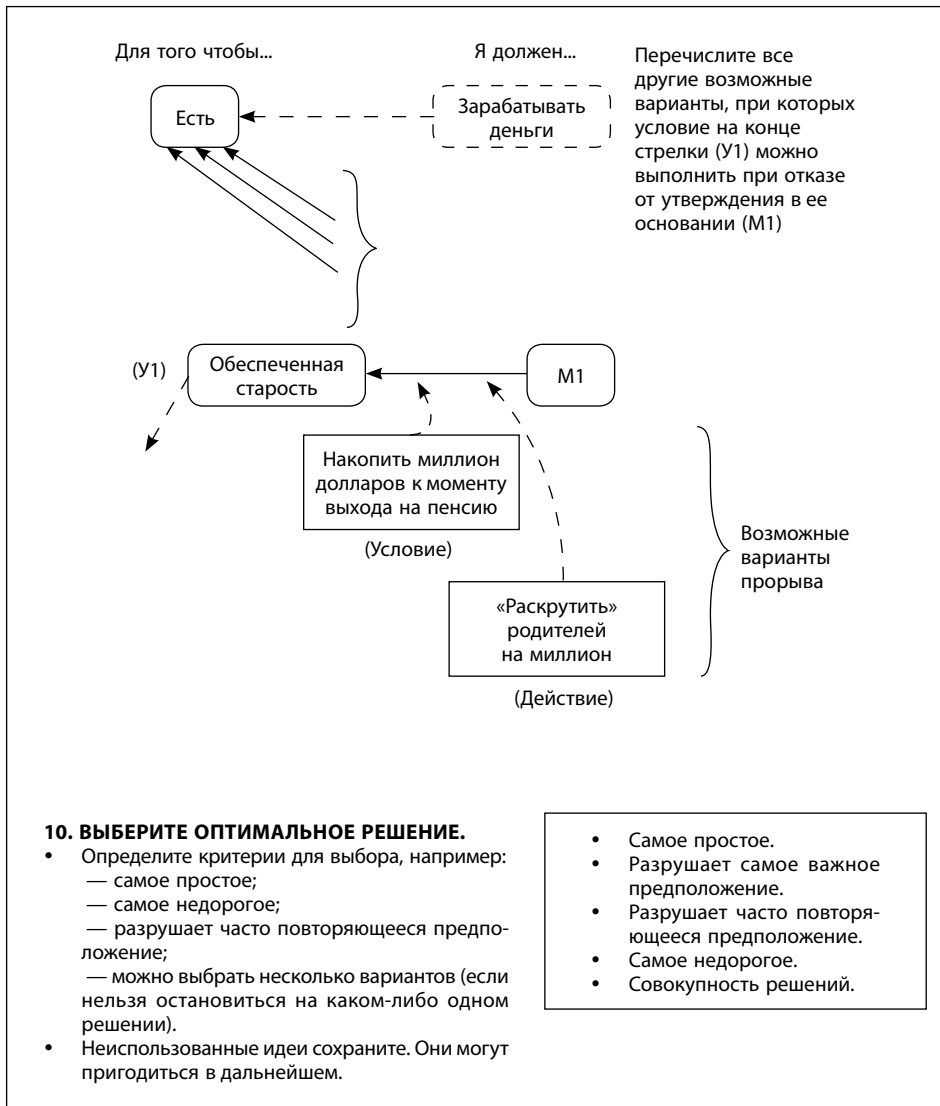 Для того чтобы...
Я должен...
Есть
Зарабатывать
деньги
Перечислите все
другие возможные
варианты, при которых
условие на конце
стрелки (У1) можно
выполнить при отказе
от утверждения в ее
основании (М1)
(У1)
Обеспеченная
старость
М1
Накопить миллион
долларов к моменту
выхода на пенсию
(Условие)
«Раскрутить»
родителей
на миллион
(Действие)
Возможные
варианты
прорыва
10. ВЫБЕРИТЕ ОПТИМАЛЬНОЕ РЕШЕНИЕ.
• Определите критерии для выбора, например:
— самое простое;
— самое недорогое;
— разрушает часто повторяющееся предпо-
ложение;
— можно выбрать несколько вариантов (если
нельзя остановиться на каком-либо одном
решении).
• Неиспользованные идеи сохраните. Они могут
пригодиться в дальнейшем.
• Самое простое.
• Разрушает самое важное
предположение.
• Разрушает часто повторя-
ющееся предположение.
• Самое недорогое.
• Совокупность решений.